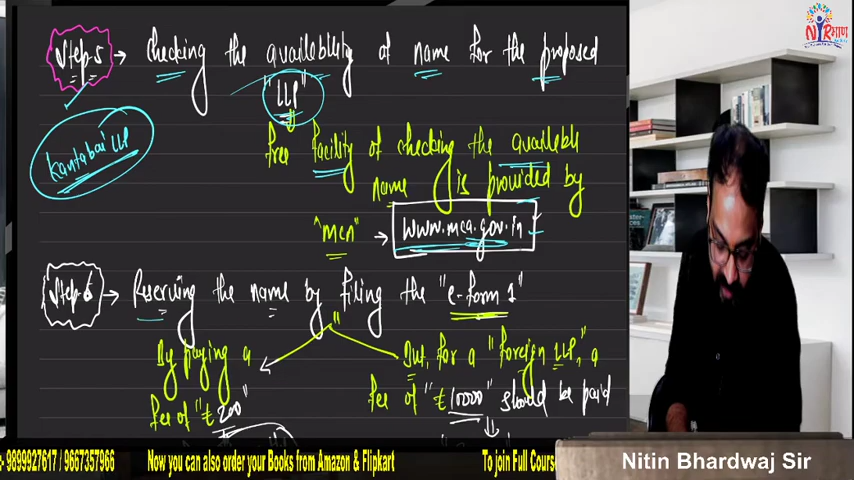 Step-5 → checking the availability of name for the proposed
"LLP"
Kantabai LLP
free facility of checking the availabl
name is provided by
"mca" → www.mca.gov.in
Step-6 → Reserving the name by filing the "e-form 1"
By paying a
fee of "₹ 200"
But, for a "foreign LLP," a
fee of "₹ 10000" should be paid
:- 9899927617 / 9667357966 Now you can also order your Books from Amazon & Flipkart To join Full Cours
Nitin Bhardwaj Sir